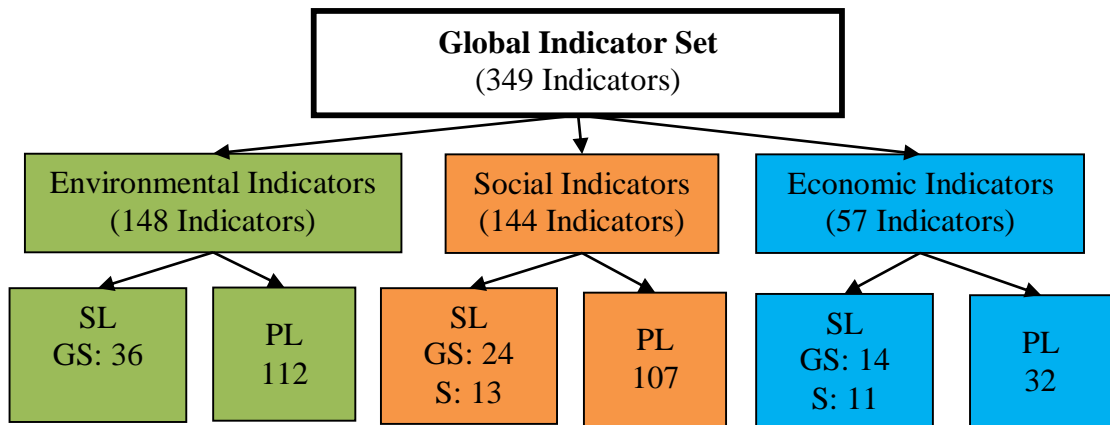 Global Indicator Set
(349 Indicators)
Environmental Indicators
(148 Indicators)
Social Indicators
(144 Indicators)
Economic Indicators
(57 Indicators)
SL
GS: 36
PL
112
SL
GS: 24
S: 13
PL
107
SL
GS: 14
S: 11
PL
32